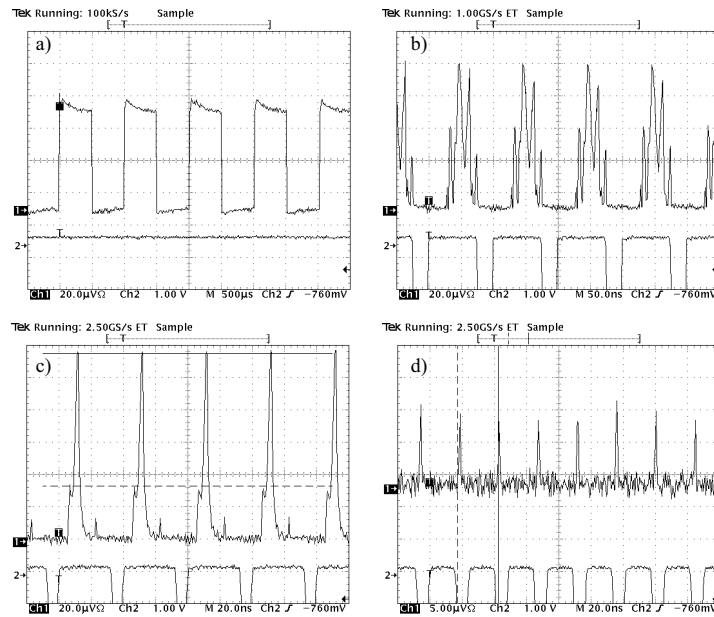 Tek Running: 100kS/s Sample
[ T ]
a)
T
1→
2→
Ch1 20.0µVΩ Ch2 1.00 V M 500µs Ch2 ∫ −760mV
Tek Running: 1.00GS/s ET Sample
[ T ]
b)
T
1→
T
2→
Ch1 20.0µVΩ Ch2 1.00 V M 50.0ns Ch2 ∫ −760mV
Tek Running: 2.50GS/s ET Sample
[ T ]
c)
T
1→
2→
T
Ch1 20.0µVΩ Ch2 1.00 V M 20.0ns Ch2 ∫ −760mV
Tek Running: 2.50GS/s ET Sample
[ T ]
d)
T
1→
2→
T
Ch1 5.00µVΩ Ch2 1.00 V M 20.0ns Ch2 ∫ −760mV